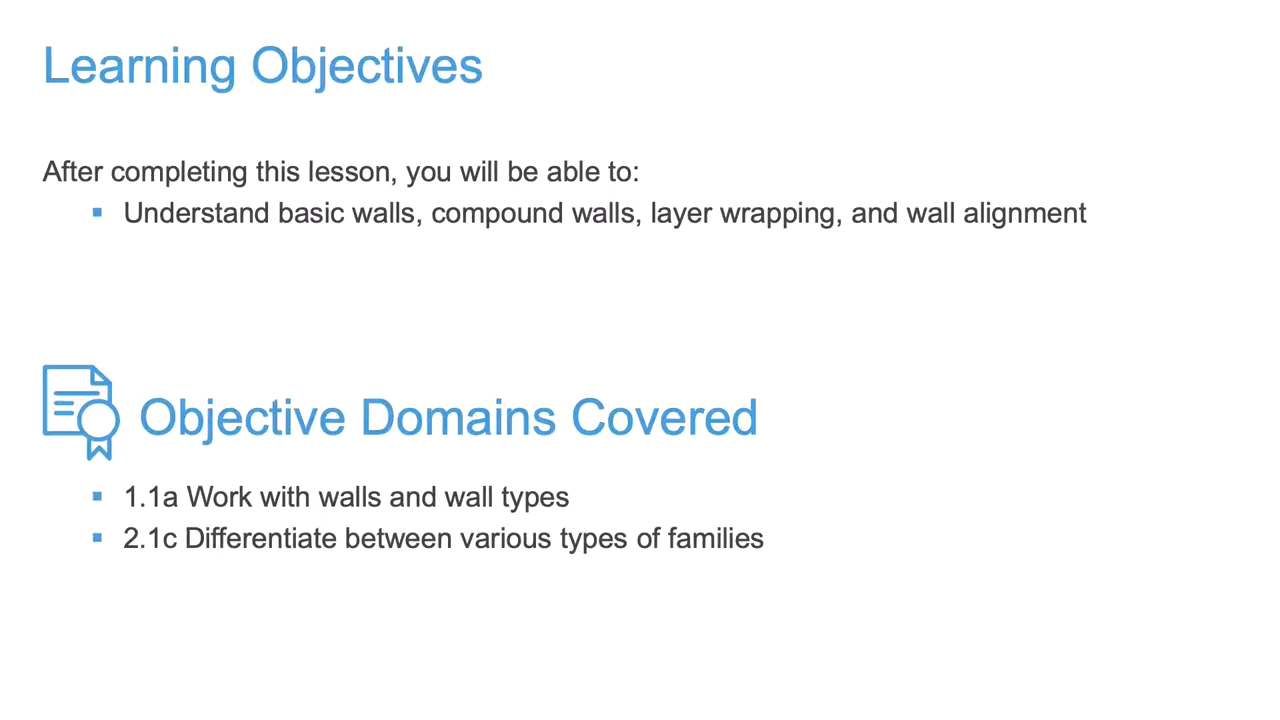 Learning Objectives
After completing this lesson, you will be able to:
Understand basic walls, compound walls, layer wrapping, and wall alignment
Objective Domains Covered
1.1a Work with walls and wall types
2.1c Differentiate between various types of families